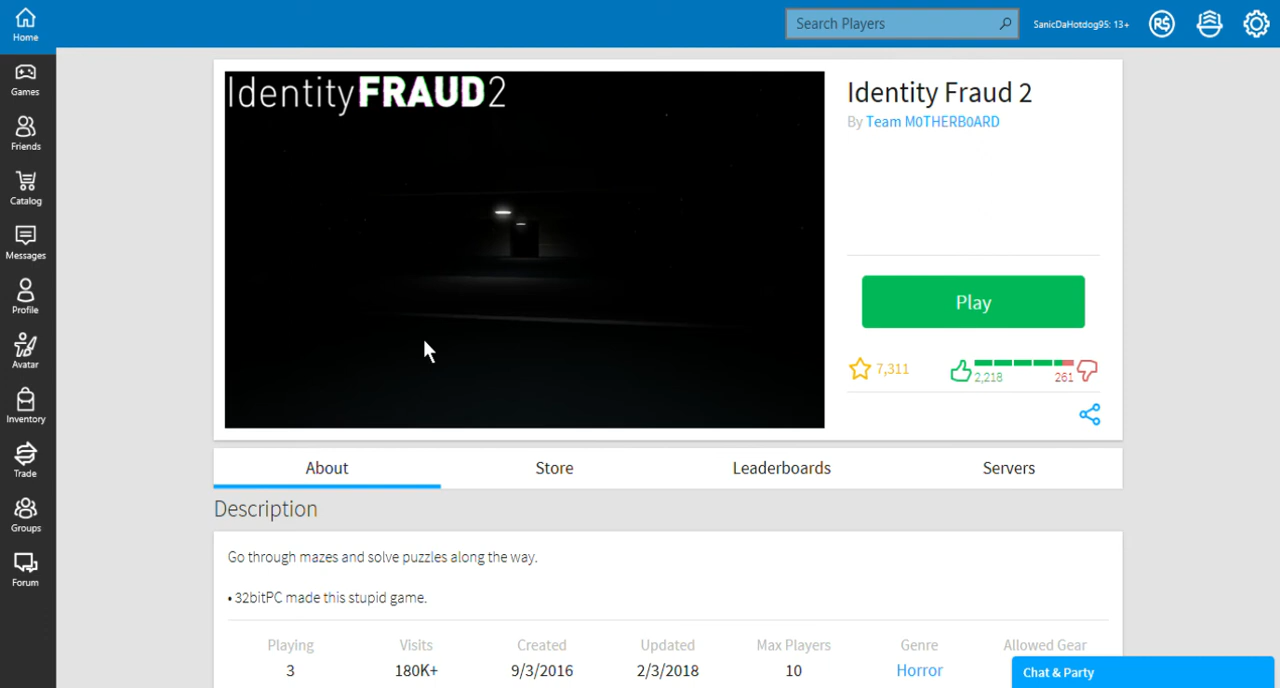 Home
Search Players
SanicDaHotdog95: 13+
R$
Games
Friends
Catalog
Messages
Profile
Avatar
Inventory
Trade
Groups
Forum
IdentityFRAUD2
Identity Fraud 2
By Team M0THERB0ARD
Play
7,311
2,218
261
About
Store
Leaderboards
Servers
Description
Go through mazes and solve puzzles along the way.
• 32bitPC made this stupid game.
Playing
Visits
Created
Updated
Max Players
Genre
Allowed Gear
3
180K+
9/3/2016
2/3/2018
10
Horror
Chat & Party